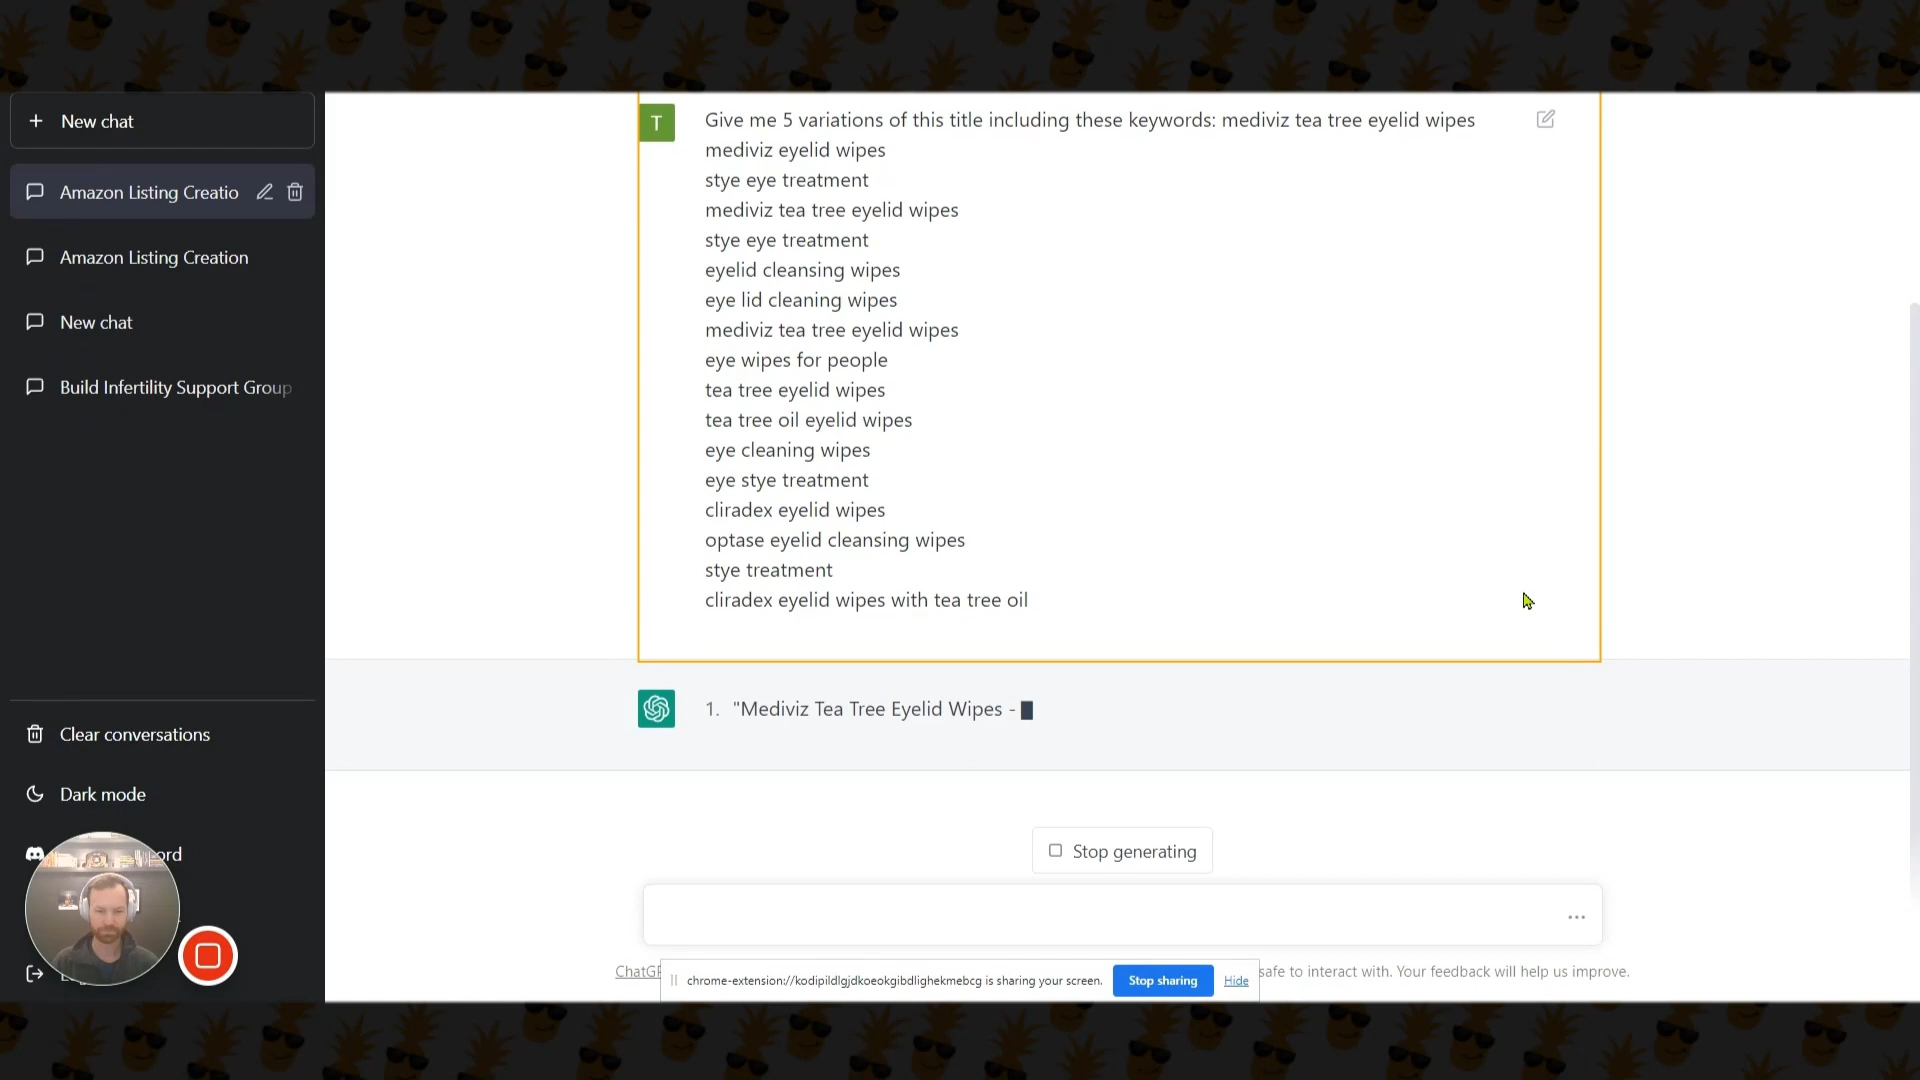 New chat
Amazon Listing Creatio
Amazon Listing Creation
New chat
Build Infertility Support Group
Clear conversations
Dark mode
ord
T
Give me 5 variations of this title including these keywords: mediviz tea tree eyelid wipes
mediviz eyelid wipes
stye eye treatment
mediviz tea tree eyelid wipes
stye eye treatment
eyelid cleansing wipes
eye lid cleaning wipes
mediviz tea tree eyelid wipes
eye wipes for people
tea tree eyelid wipes
tea tree oil eyelid wipes
eye cleaning wipes
eye stye treatment
cliradex eyelid wipes
optase eyelid cleansing wipes
stye treatment
cliradex eyelid wipes with tea tree oil
1. "Mediviz Tea Tree Eyelid Wipes -
Stop generating
ChatGP safe to interact with. Your feedback will help us improve.
chrome-extension://kodipildlgjdkoeokgibdlighekmebcg is sharing your screen. Stop sharing Hide